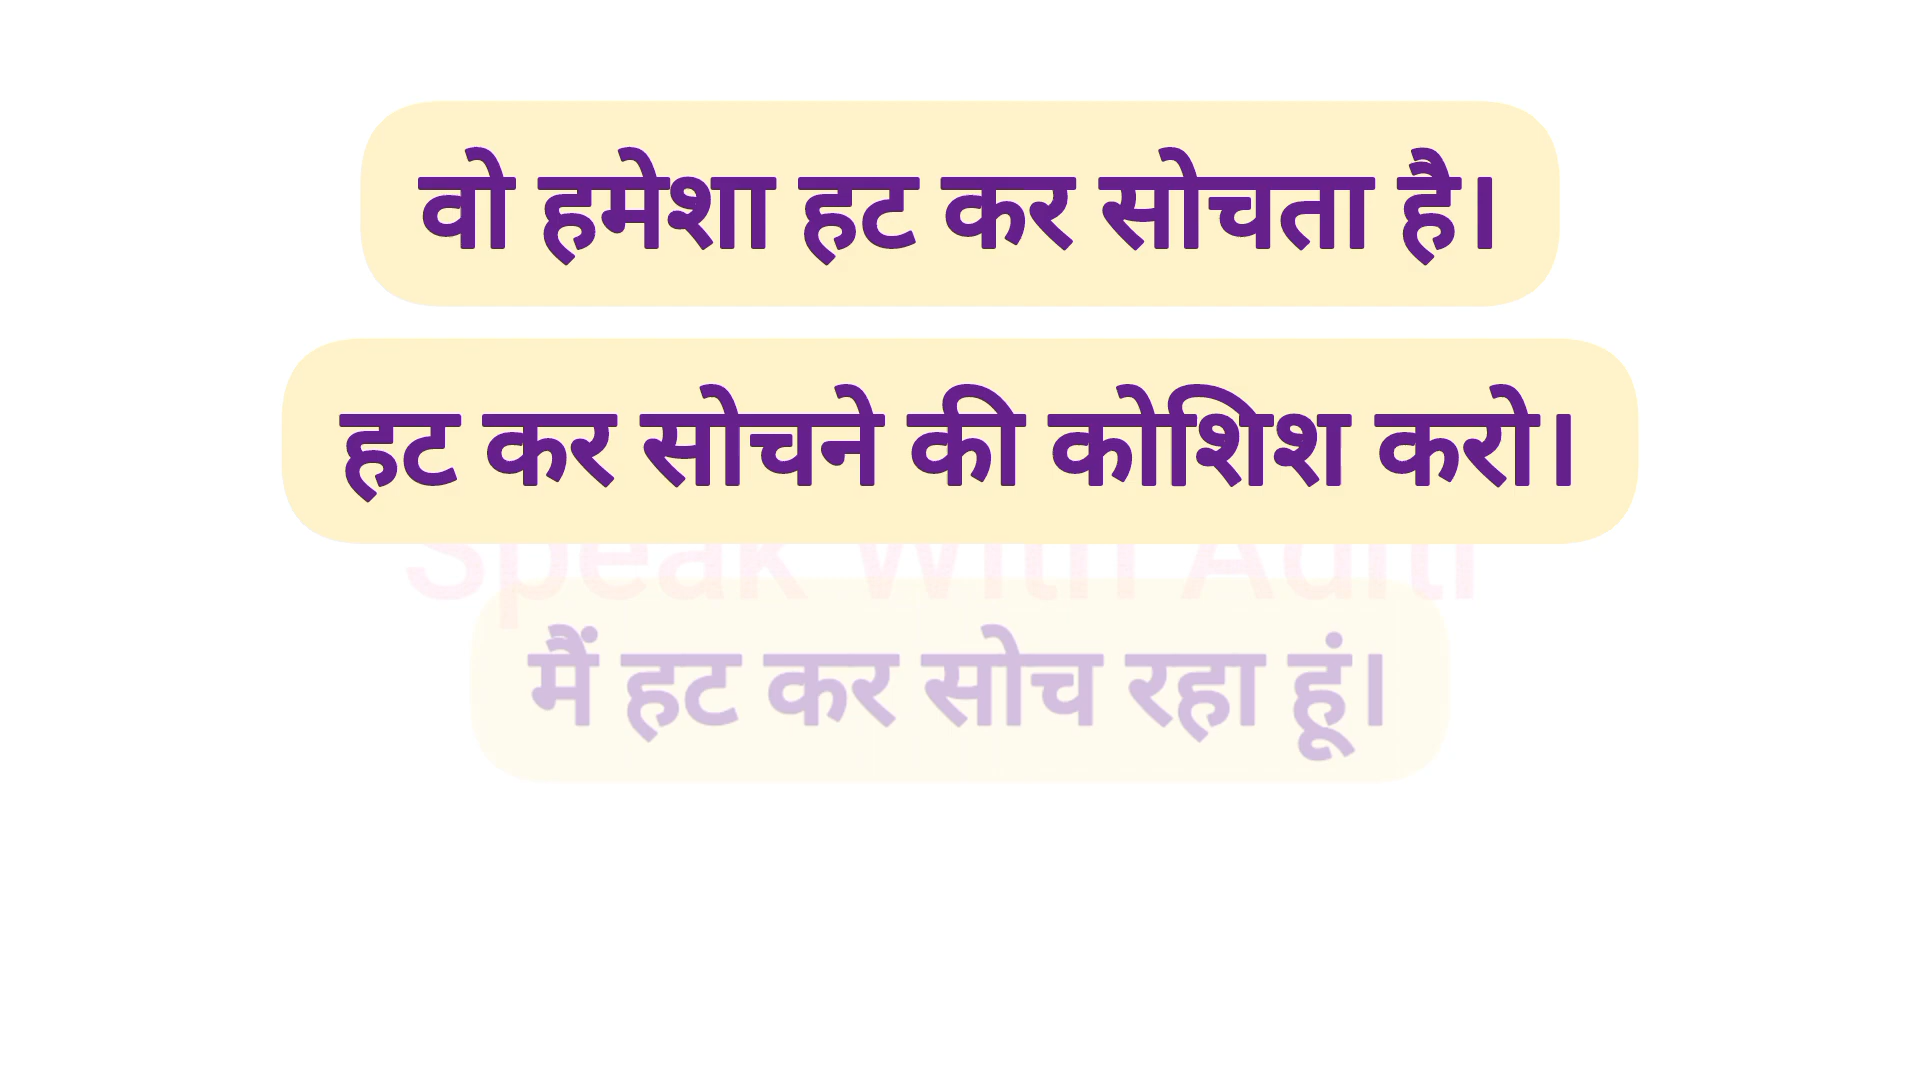 वो हमेशा हट कर सोचता है।
हट कर सोचने की कोशिश करो।
Speak With Aditi
मैं हट कर सोच रहा हूं।